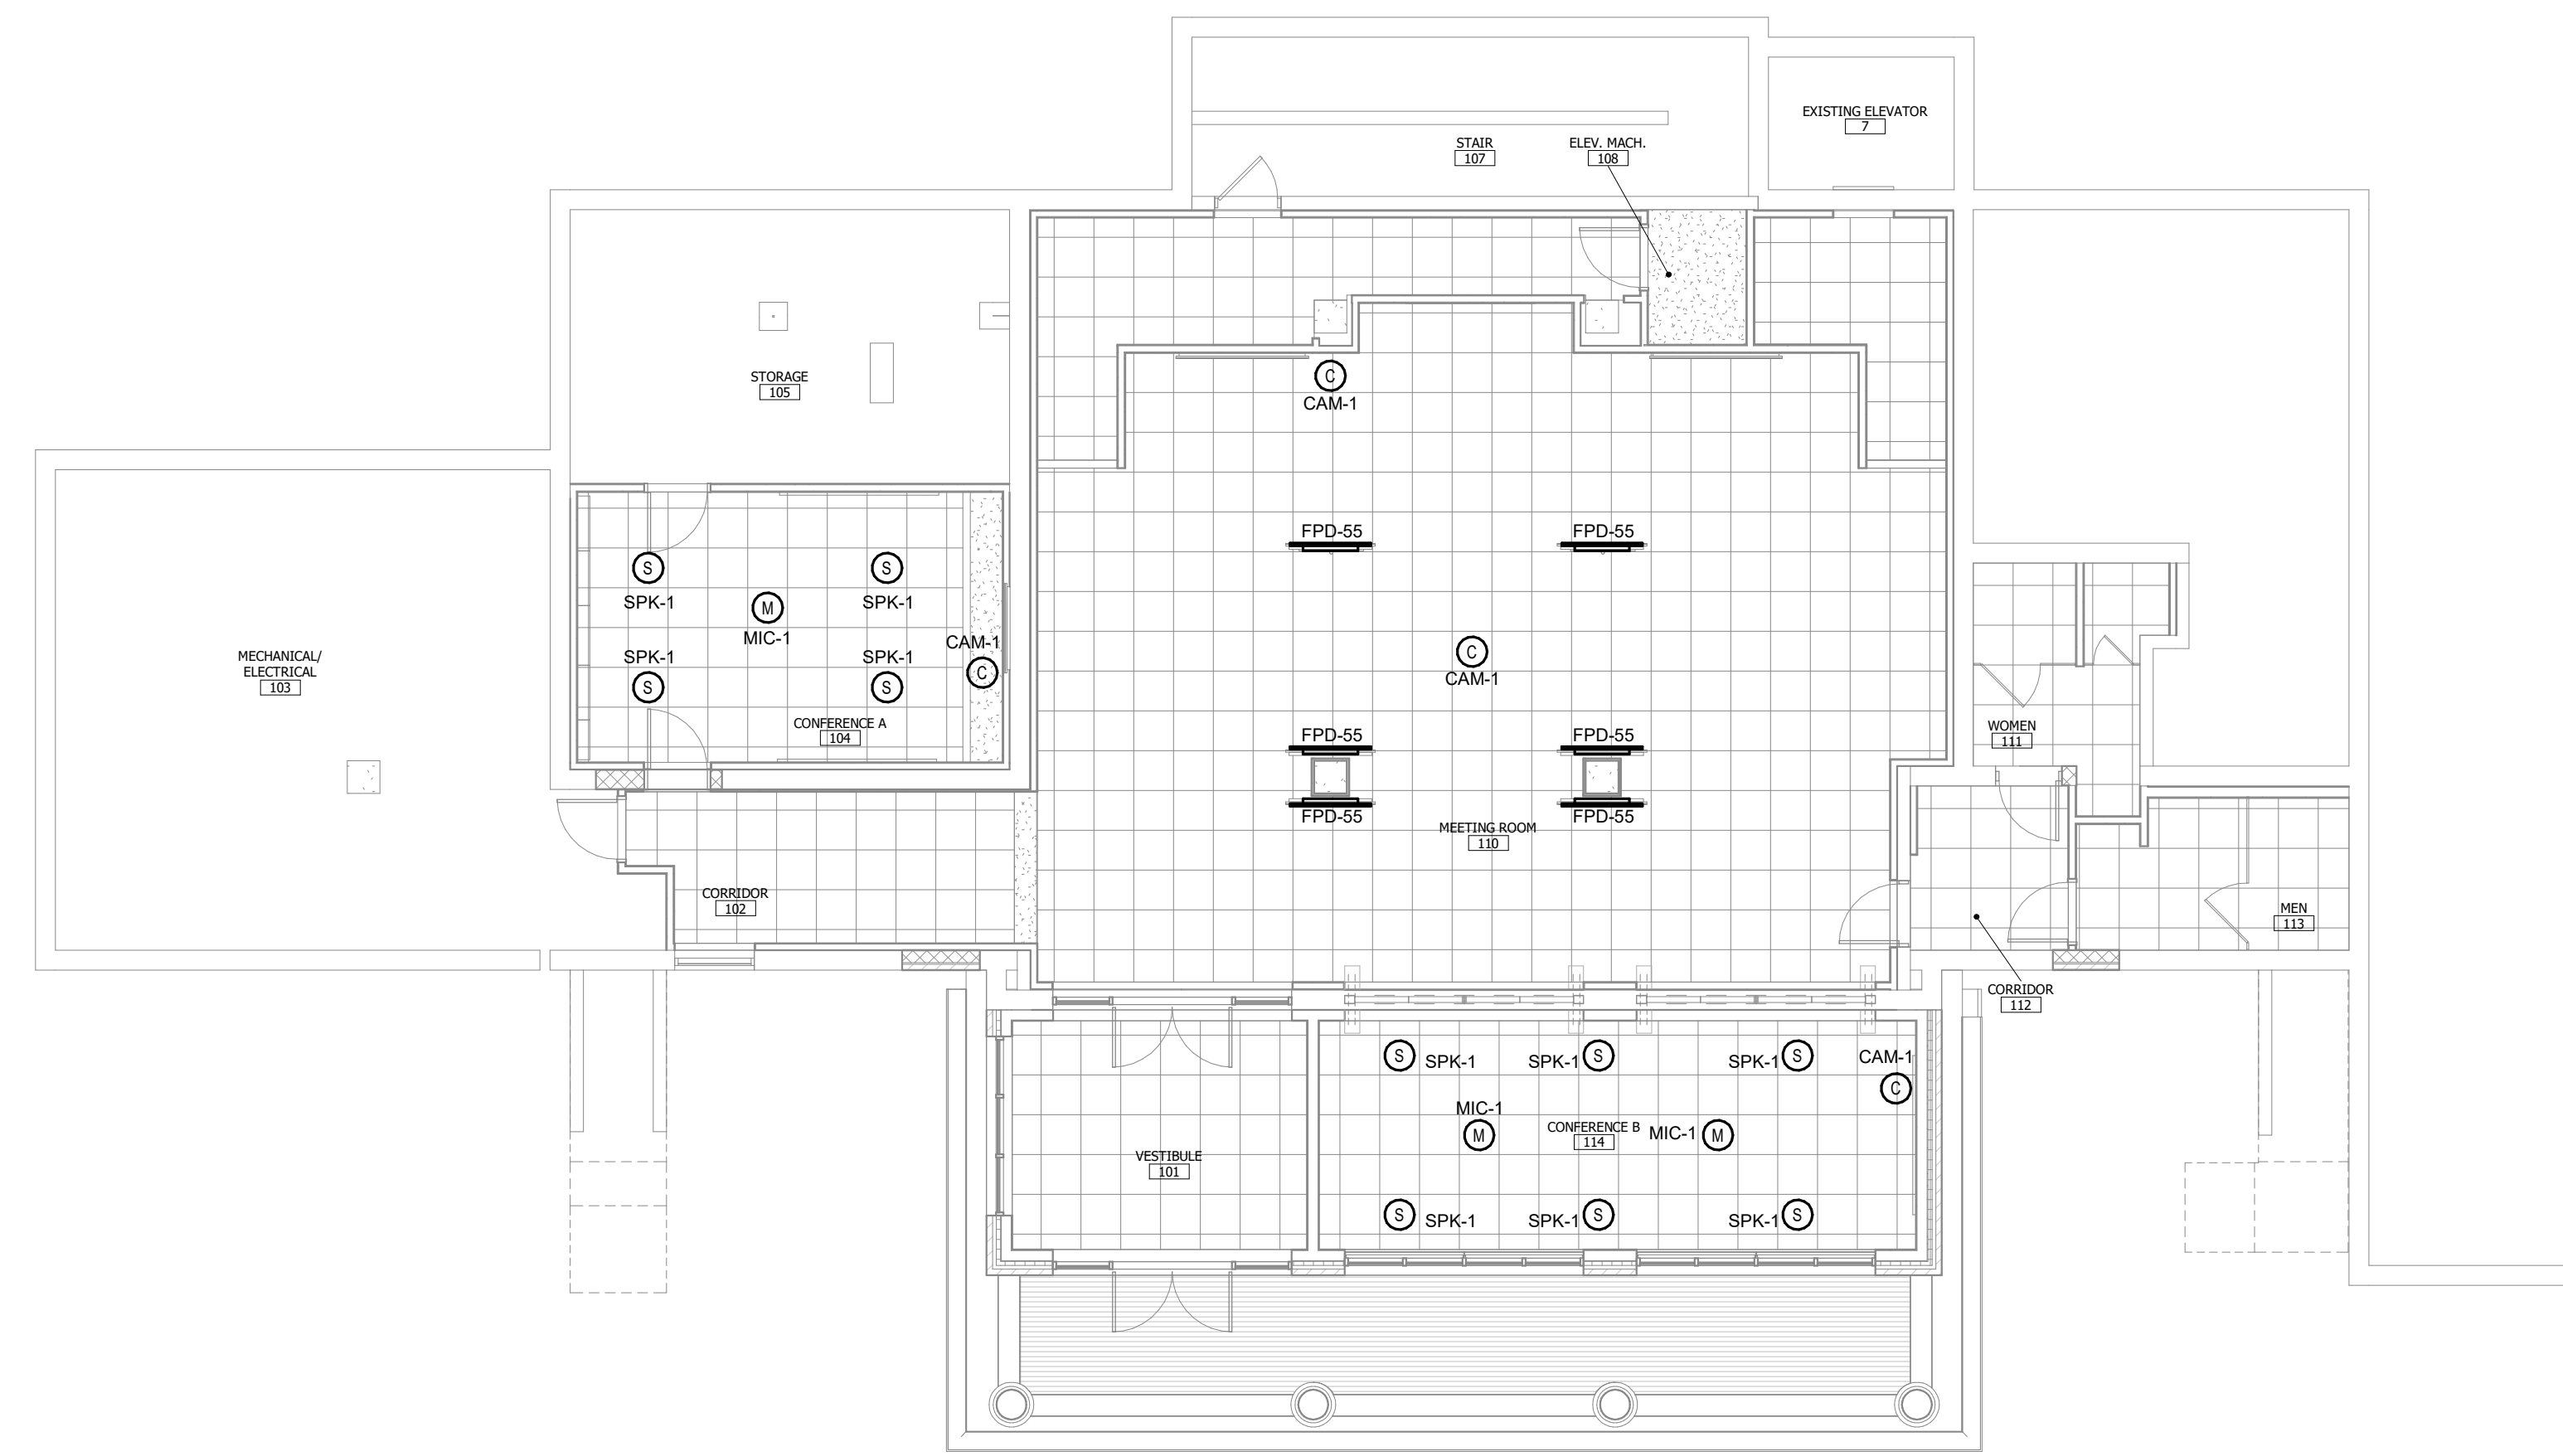 EXISTING ELEVATOR
7
STAIR
107
ELEV. MACH.
108
STORAGE
105
C
CAM-1
FPD-55
FPD-55
S
SPK-1
S
SPK-1
M
MIC-1
CAM-1
C
SPK-1
S
SPK-1
S
CONFERENCE A
104
MECHANICAL/
ELECTRICAL
103
C
CAM-1
FPD-55
FPD-55
FPD-55
FPD-55
MEETING ROOM
110
WOMEN
111
CORRIDOR
102
MEN
113
CORRIDOR
112
S SPK-1
SPK-1 S
SPK-1 S
CAM-1
C
MIC-1
M
CONFERENCE B
114
MIC-1 M
VESTIBULE
101
S SPK-1
SPK-1 S
SPK-1 S